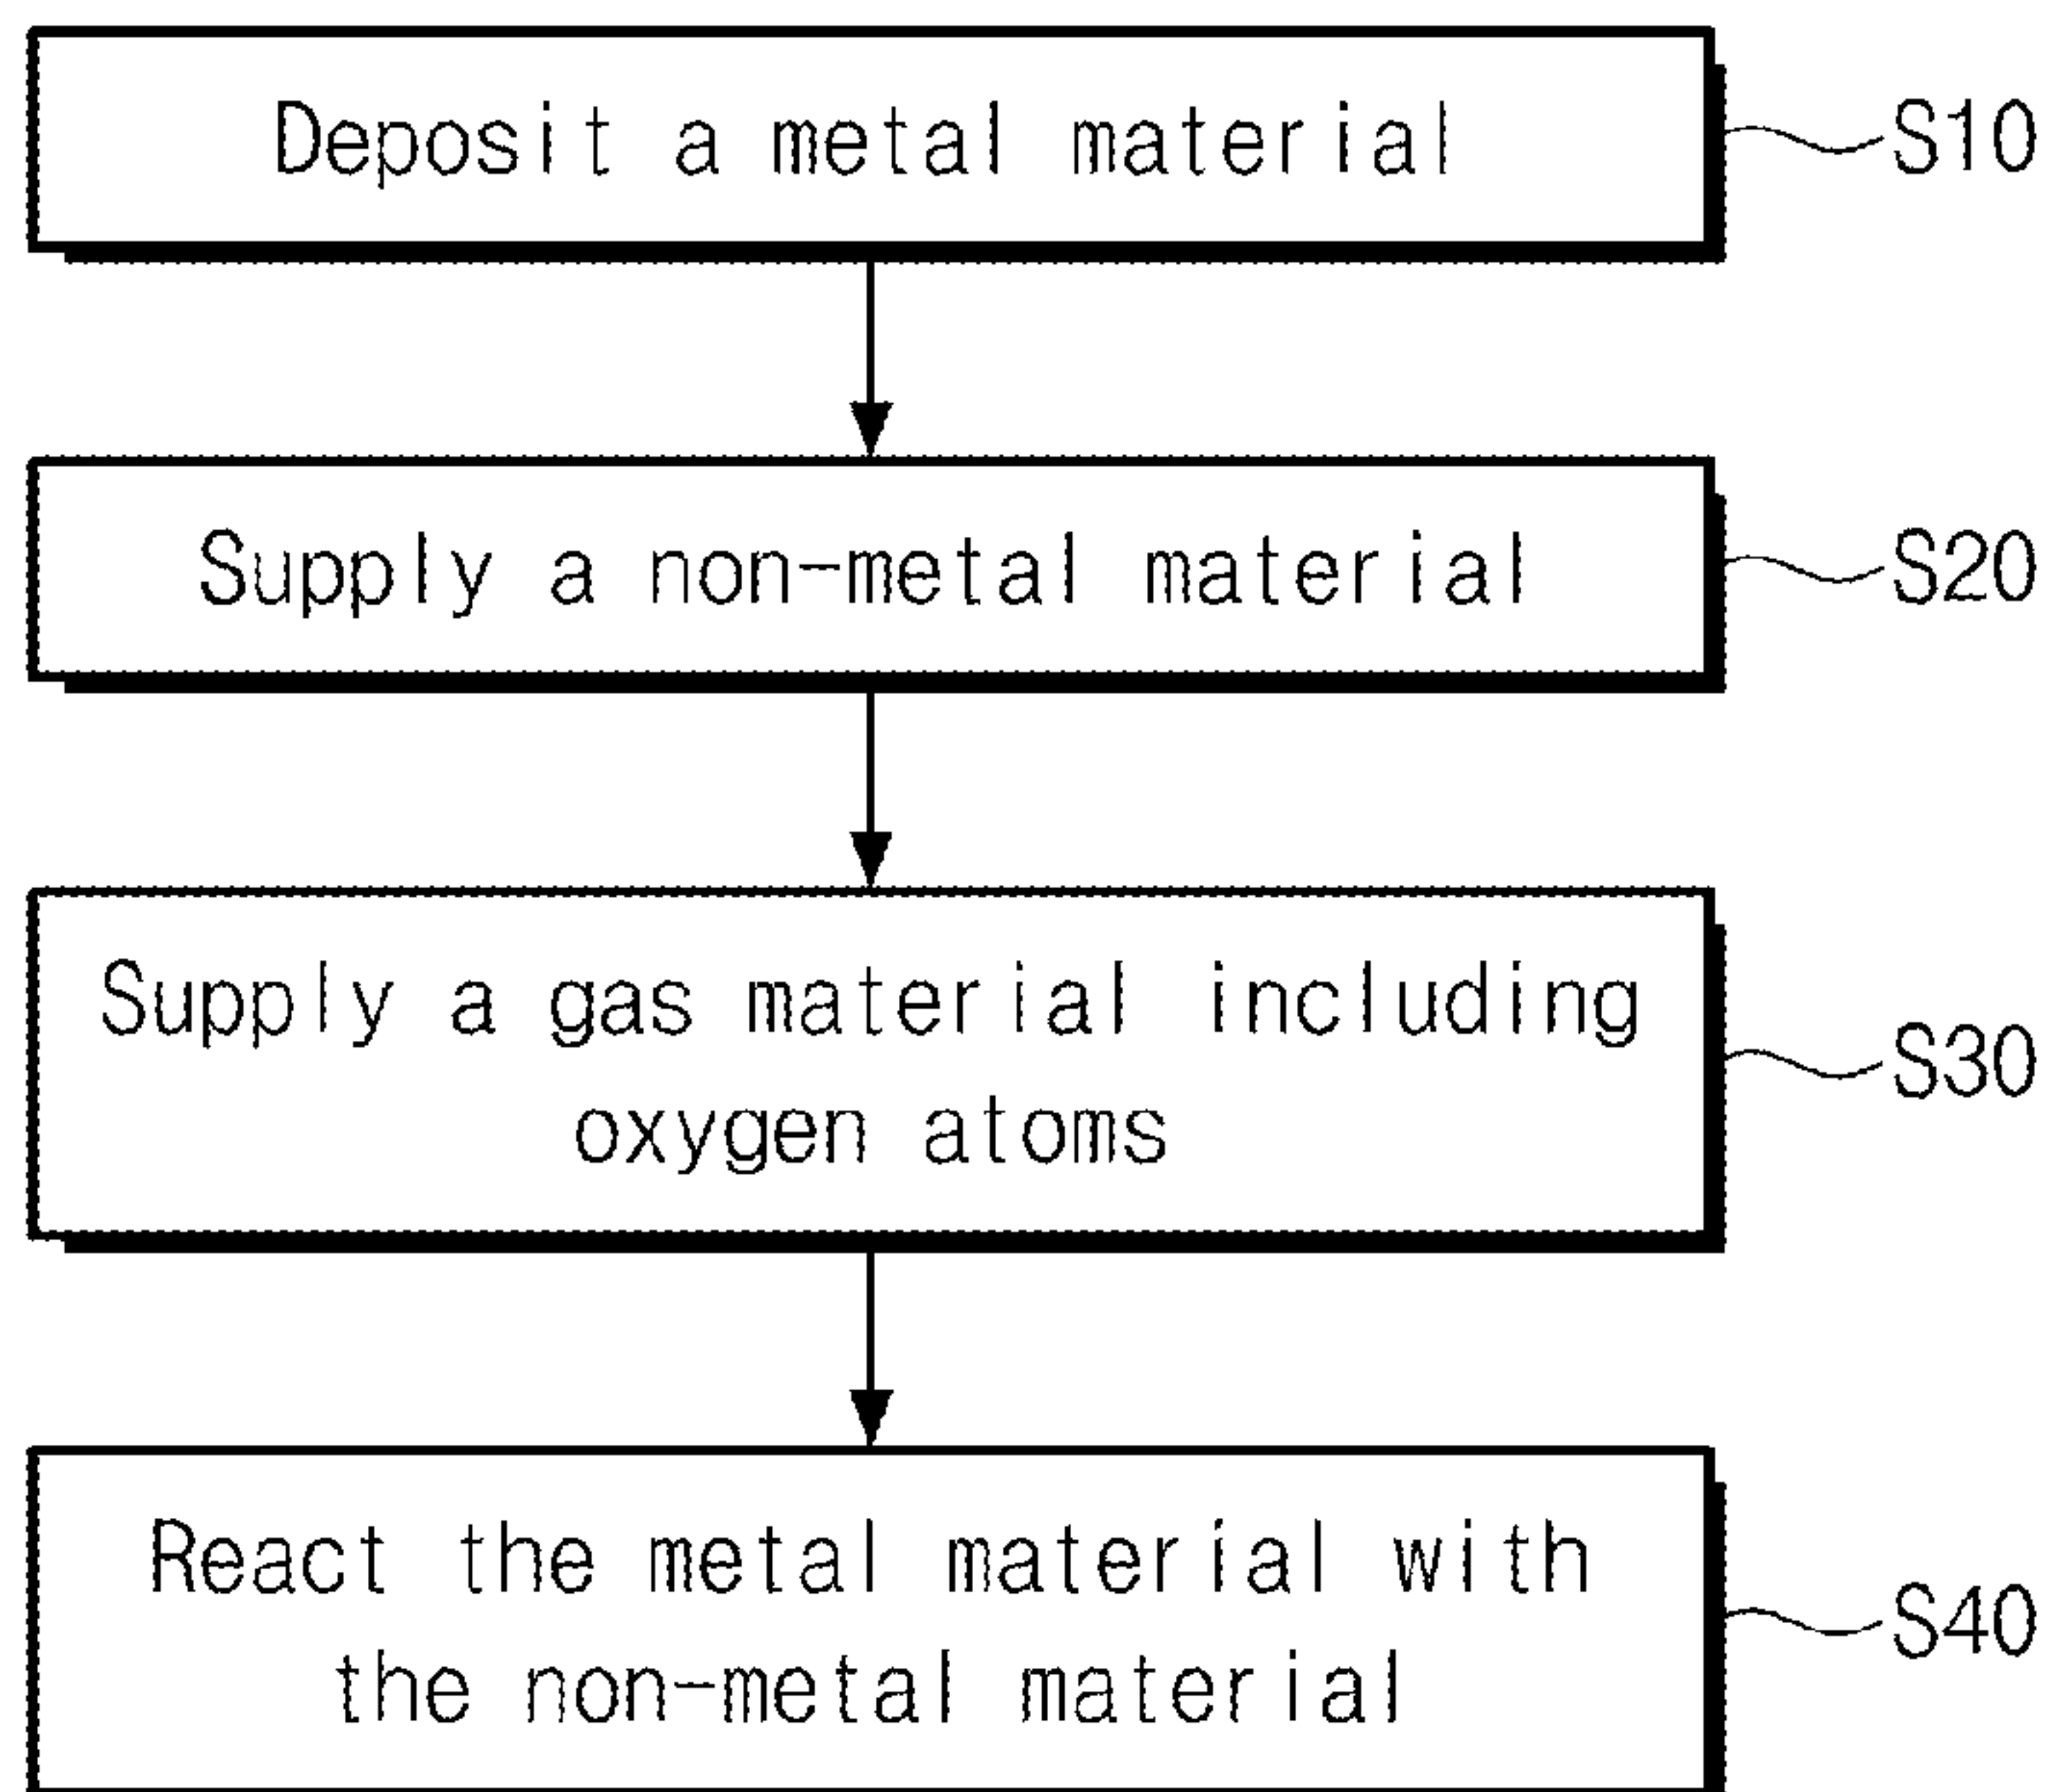 Deposit a metal material
S10
Supply a non-metal material
S20
Supply a gas material including
oxygen atoms
S30
React the metal material with
the non-metal material
S40